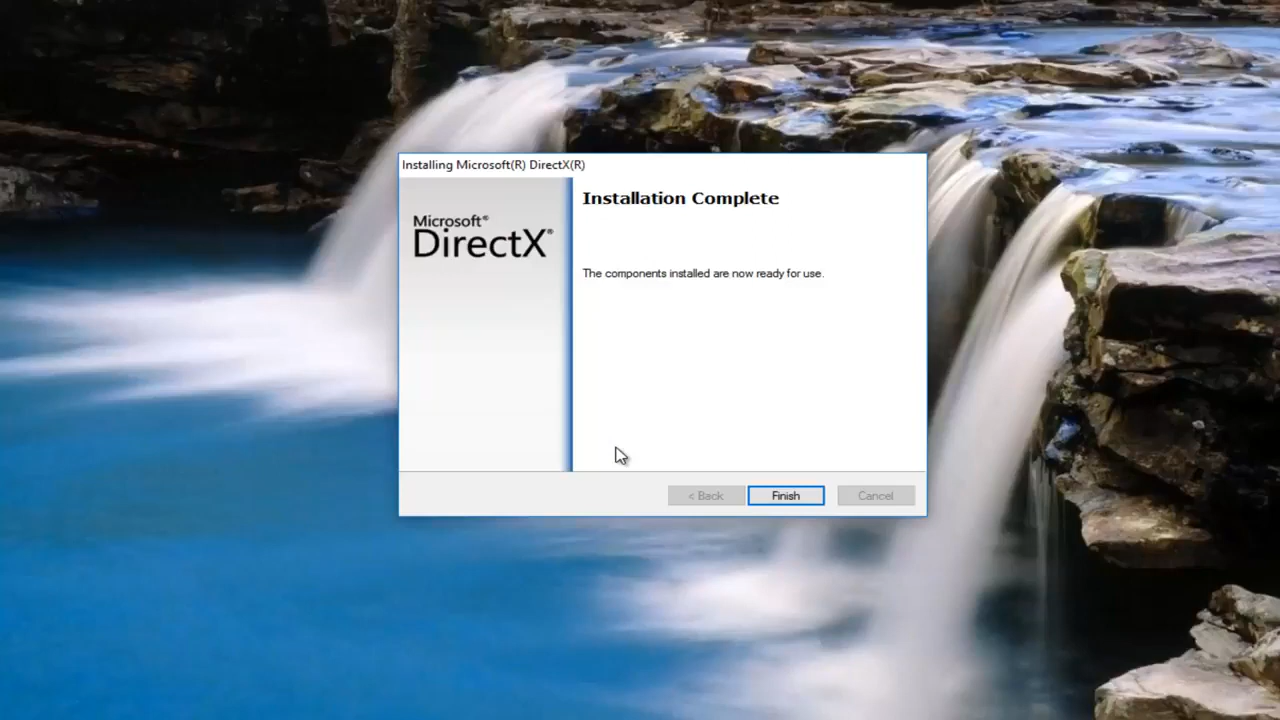 Installing Microsoft(R) DirectX(R)
Installation Complete
Microsoft®
DirectX®
The components installed are now ready for use.
< Back
Finish
Cancel